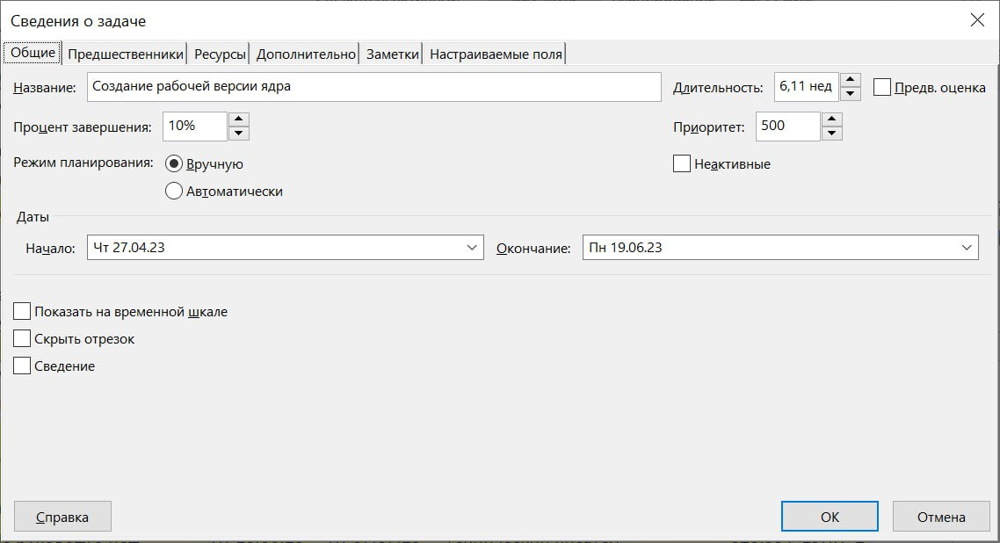 Сведения о задаче
Общие Предшественники Ресурсы Дополнительно Заметки Настраиваемые поля
Название: Создание рабочей версии ядра Длительность: 6,11 нед Предв. оценка
Процент завершения: 10% Приоритет: 500
Режим планирования: Вручную Неактивные
Автоматически
Даты
Начало: Чт 27.04.23 Окончание: Пн 19.06.23
Показать на временной шкале
Скрыть отрезок
Сведение
Справка ОК Отмена